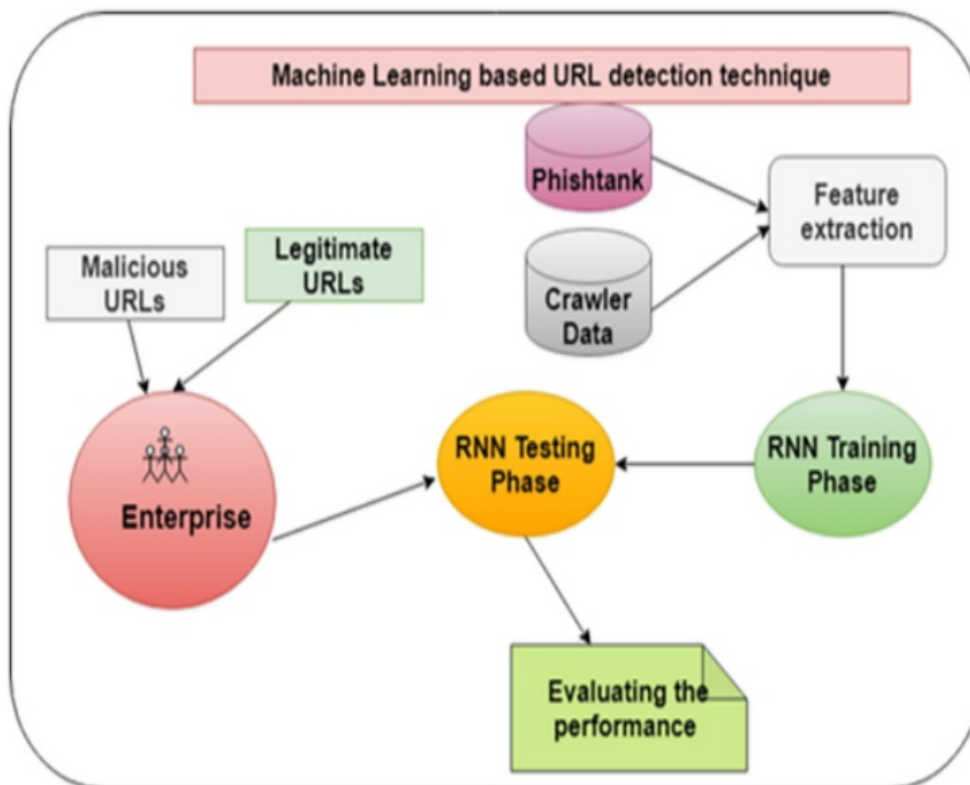 Machine Learning based URL detection technique
Phishtank
Feature
extraction
Crawler
Data
Malicious
URLs
Legitimate
URLs
Enterprise
RNN Testing
Phase
RNN Training
Phase
Evaluating the
performance